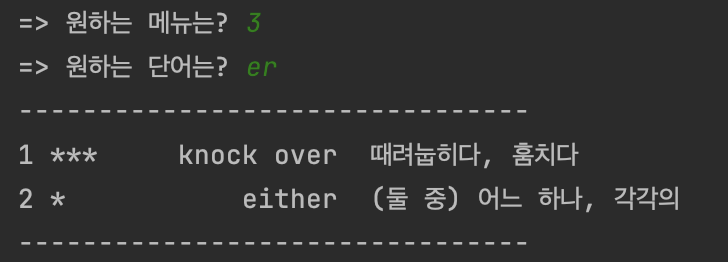 => 원하는 메뉴는? 3
=> 원하는 단어는? er
---------------------------------
1 ***     knock over  때려눕히다, 훔치다
2 *           either  (둘 중) 어느 하나, 각각의
---------------------------------